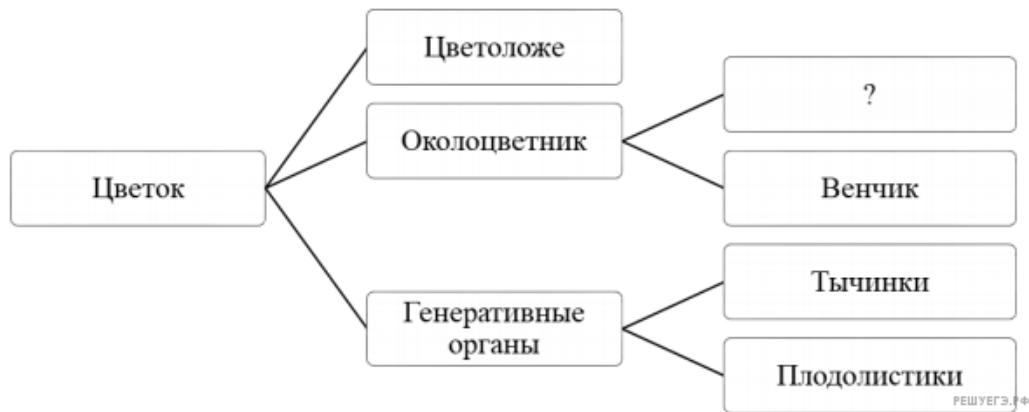 Цветок
Цветоложе
Околоцветник
Генеративные
органы
?
Венчик
Тычинки
Плодолистики
РЕШУЕГЭ.РФ